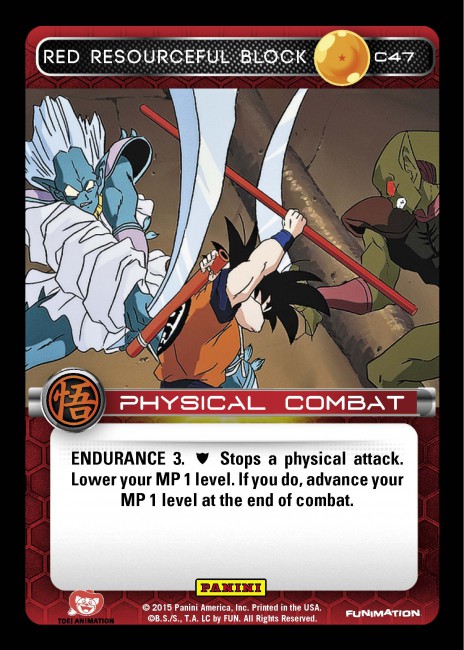 RED RESOURCEFUL BLOCK C47
悟
PHYSICAL COMBAT
ENDURANCE 3. Stops a physical attack.
Lower your MP 1 level. If you do, advance your
MP 1 level at the end of combat.
PANINI
TOEI ANIMATION
© 2015 Panini America, Inc. Printed in the USA.
©B.S./S., T.A. LC by FUN. All Rights Reserved.
FUNIMATION